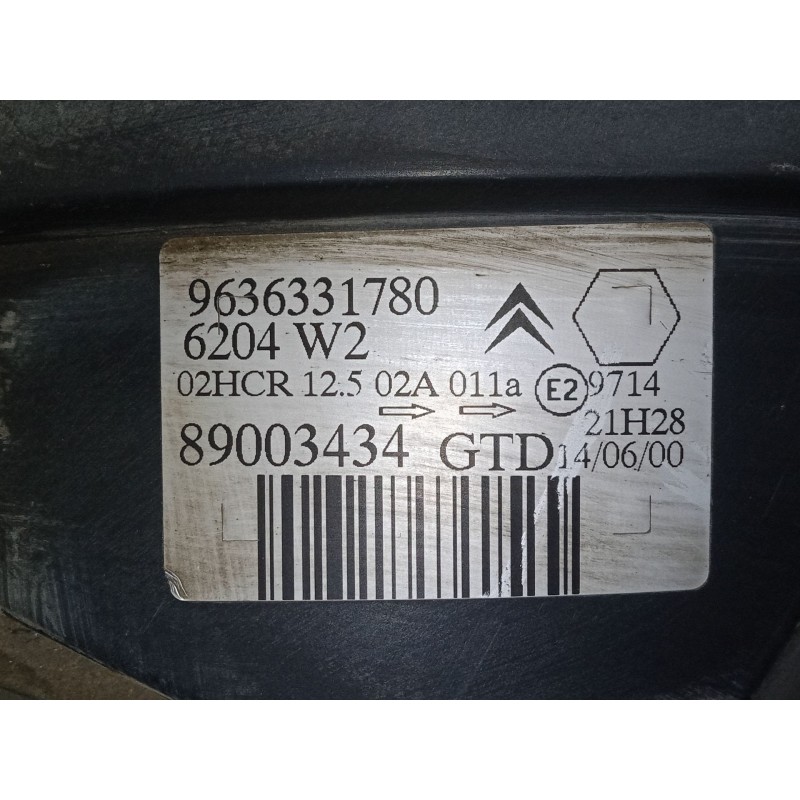 9636331780
6204 W2
02HCR 12.5 02A 011a E2 9714
21H28
89003434 GTD 14/06/00